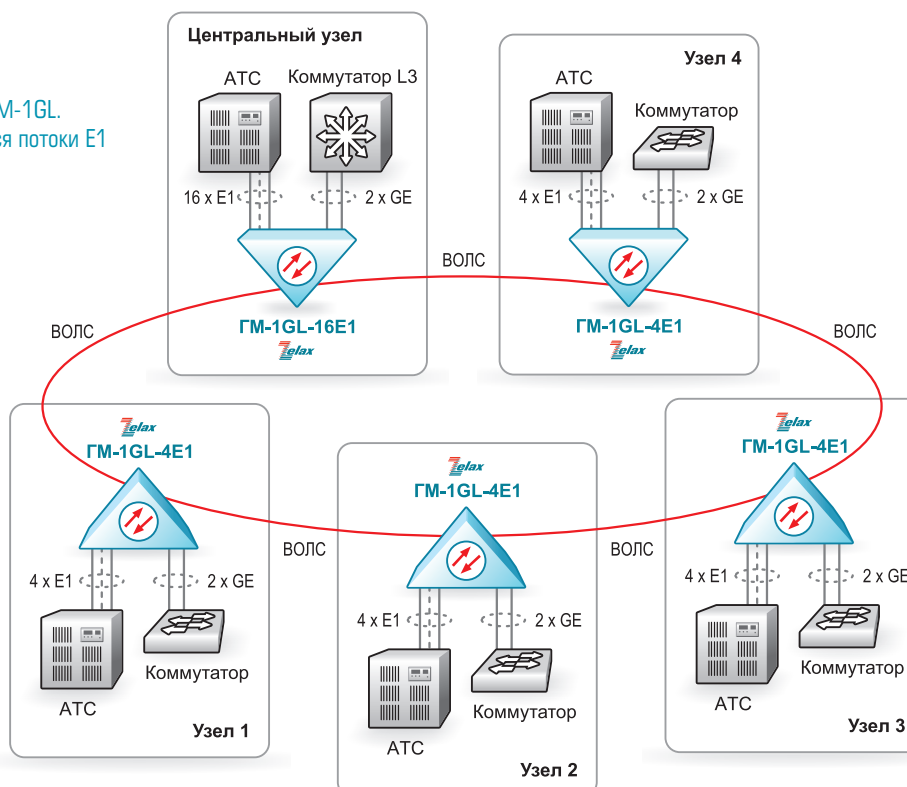 М-1GL.
ся потоки Е1
Центральный узел
АТС
Коммутатор L3
16 x E1
2 x GE
ГМ-1GL-16E1
Zelax
Узел 4
АТС
Коммутатор
4 x E1
2 x GE
ГМ-1GL-4E1
Zelax
ВОЛС
ВОЛС
ВОЛС
Zelax
ГМ-1GL-4E1
4 x E1
2 x GE
Коммутатор
АТС
Узел 1
ВОЛС
Zelax
ГМ-1GL-4E1
4 x E1
2 x GE
Коммутатор
АТС
Узел 2
ВОЛС
Zelax
ГМ-1GL-4E1
4 x E1
2 x GE
Коммутатор
АТС
Узел 3